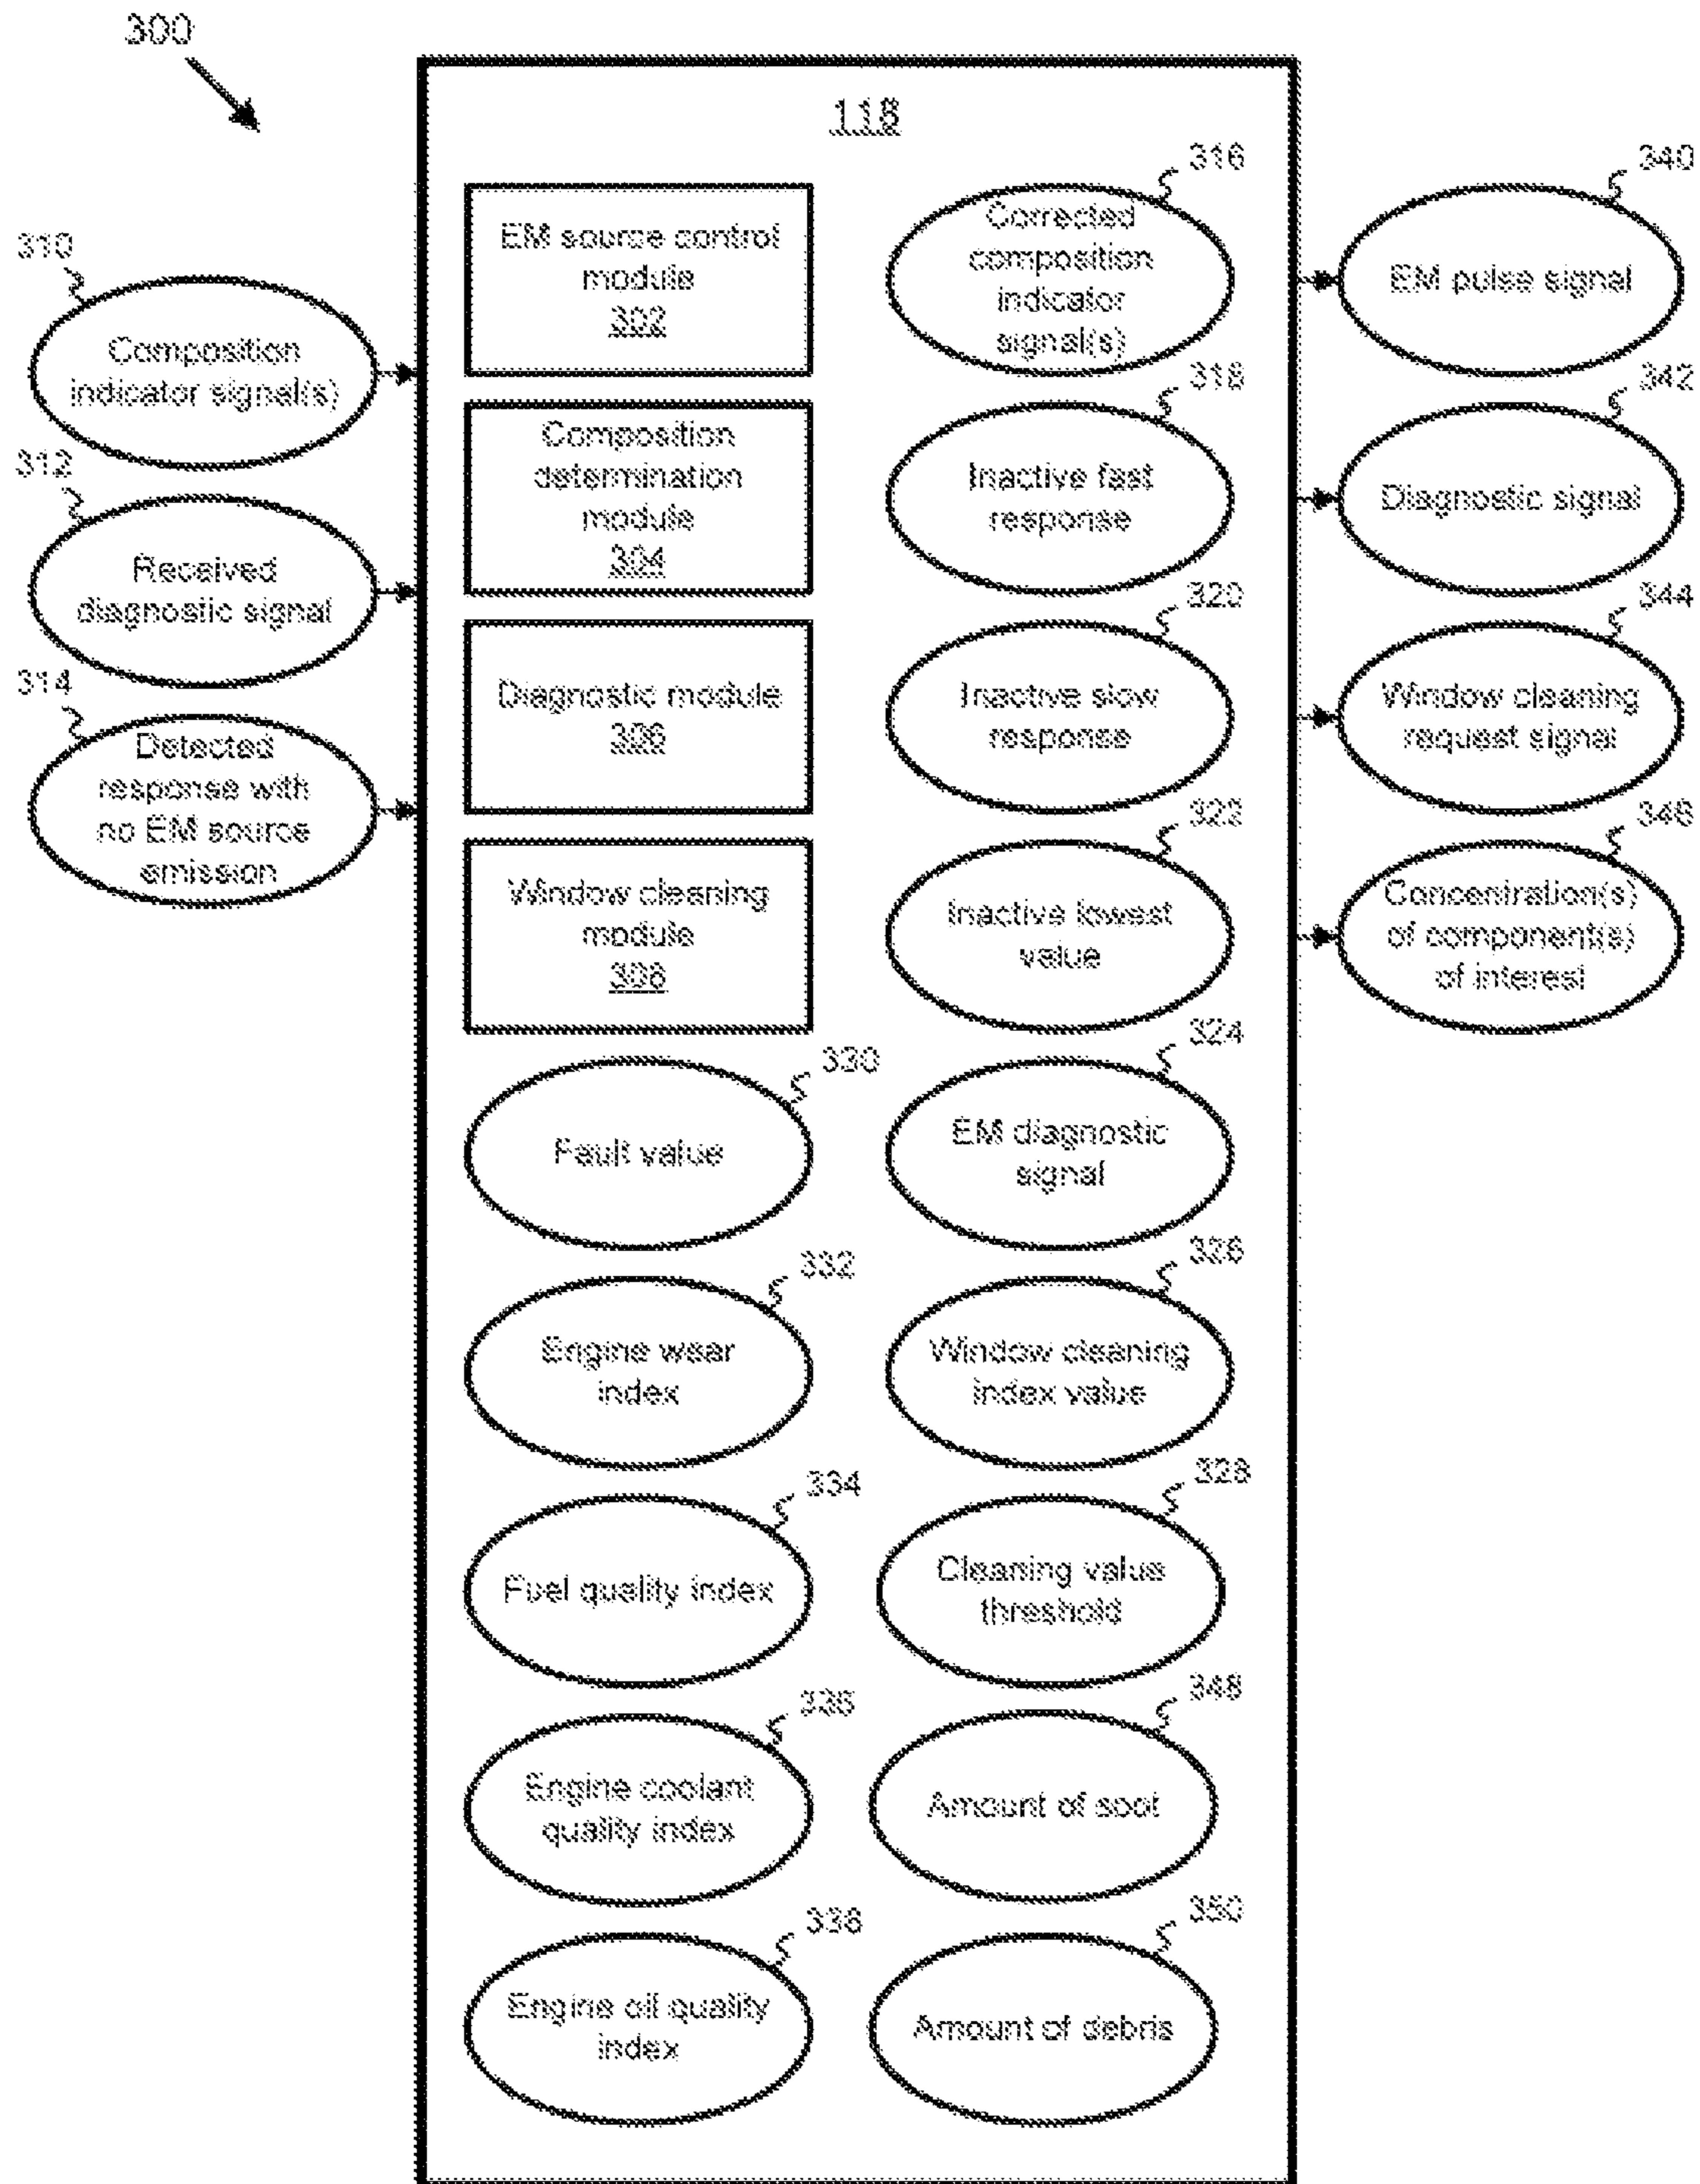 300
118
310
Composition
indicator signal(s)
312
Received
diagnostic signal
314
Detected
response with
no EM source
emission
EM source control
module
302
Composition
determination
module
304
Diagnostic module
306
Window cleaning
module
308
330
Fault value
332
Engine wear
index
334
Fuel quality index
336
Engine coolant
quality index
338
Engine oil quality
index
316
Corrected
composition
indicator
signal(s)
318
Inactive fast
response
320
Inactive slow
response
322
Inactive lowest
value
324
EM diagnostic
signal
326
Window cleaning
index value
328
Cleaning value
threshold
348
Amount of soot
350
Amount of debris
340
EM pulse signal
342
Diagnostic signal
344
Window cleaning
request signal
346
Concentration(s)
of component(s)
of interest